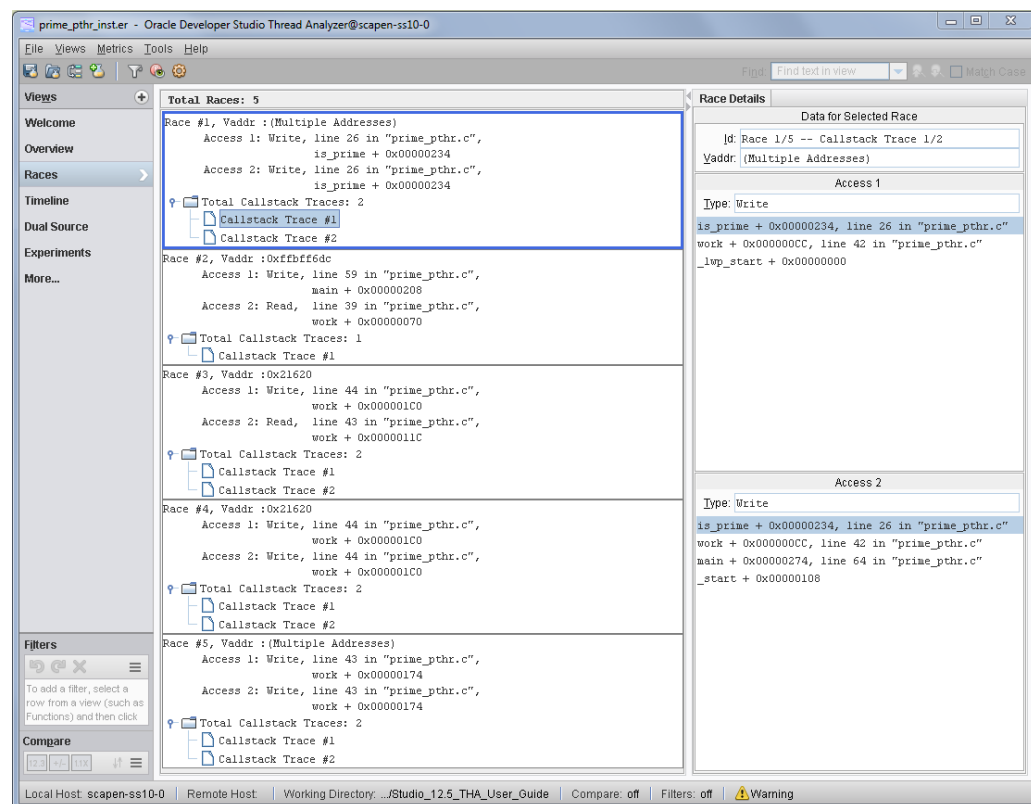 prime_pthr_inst.er - Oracle Developer Studio Thread Analyzer@scapen-ss10-0
File Views Metrics Tools Help
Find: Find text in view Match Case
Views
Welcome
Overview
Races
Timeline
Dual Source
Experiments
More...
Total Races: 5
Race #1, Vaddr :(Multiple Addresses)
Access 1: Write, line 26 in "prime_pthr.c",
is_prime + 0x00000234
Access 2: Write, line 26 in "prime_pthr.c",
is_prime + 0x00000234
Total Callstack Traces: 2
Callstack Trace #1
Callstack Trace #2
Race #2, Vaddr :0xffbff6dc
Access 1: Write, line 59 in "prime_pthr.c",
main + 0x00000208
Access 2: Read, line 39 in "prime_pthr.c",
work + 0x00000070
Total Callstack Traces: 1
Callstack Trace #1
Race #3, Vaddr :0x21620
Access 1: Write, line 44 in "prime_pthr.c",
work + 0x000001C0
Access 2: Read, line 43 in "prime_pthr.c",
work + 0x0000011C
Total Callstack Traces: 2
Callstack Trace #1
Callstack Trace #2
Race #4, Vaddr :0x21620
Access 1: Write, line 44 in "prime_pthr.c",
work + 0x000001C0
Access 2: Write, line 44 in "prime_pthr.c",
work + 0x000001C0
Total Callstack Traces: 2
Callstack Trace #1
Callstack Trace #2
Race #5, Vaddr :(Multiple Addresses)
Access 1: Write, line 43 in "prime_pthr.c",
work + 0x00000174
Access 2: Write, line 43 in "prime_pthr.c",
work + 0x00000174
Total Callstack Traces: 2
Callstack Trace #1
Callstack Trace #2
Race Details
Data for Selected Race
Id: Race 1/5 -- Callstack Trace 1/2
Vaddr: (Multiple Addresses)
Access 1
Type: Write
is_prime + 0x00000234, line 26 in "prime_pthr.c"
work + 0x000000CC, line 42 in "prime_pthr.c"
_lwp_start + 0x00000000
Access 2
Type: Write
is_prime + 0x00000234, line 26 in "prime_pthr.c"
work + 0x000000CC, line 42 in "prime_pthr.c"
main + 0x00000274, line 64 in "prime_pthr.c"
_start + 0x00000108
Filters
To add a filter, select a
row from a view (such as
Functions) and then click
Compare
12.3 +/- 11X
Local Host: scapen-ss10-0 Remote Host: Working Directory: .../Studio_12.5_THA_User_Guide Compare: off Filters: off Warning